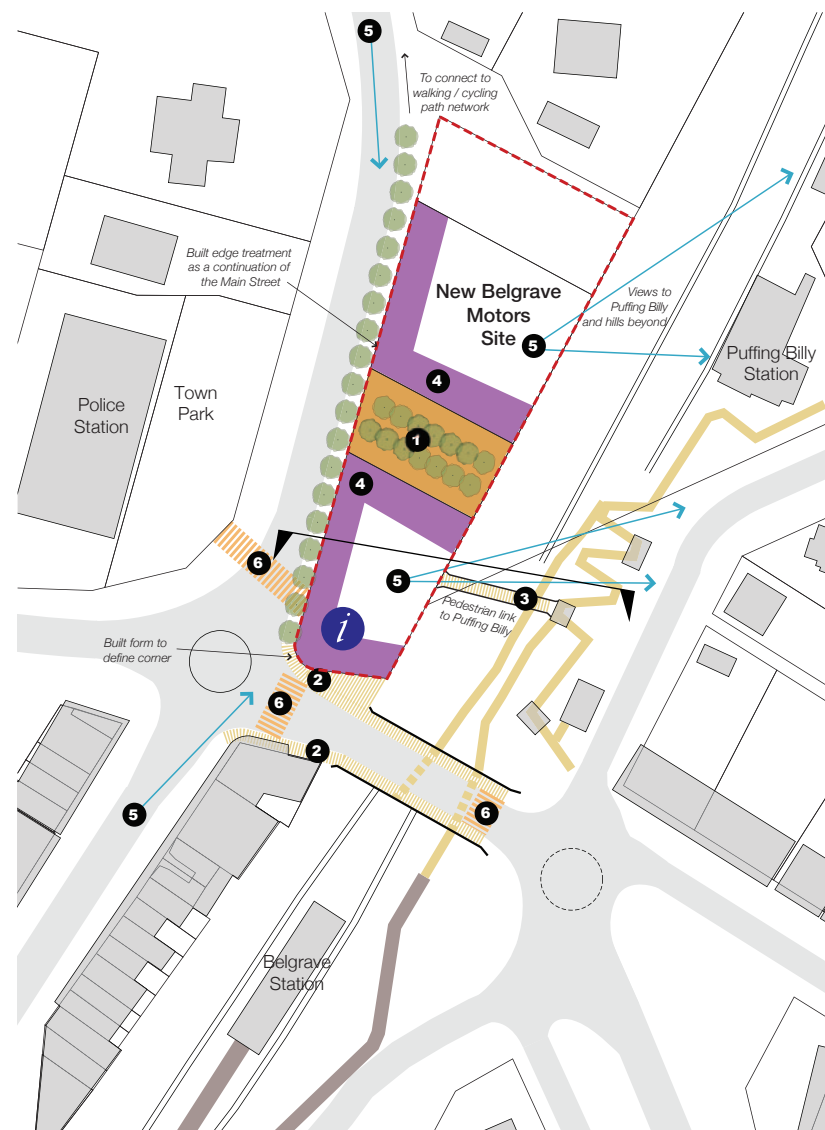 5
To connect to
walking / cycling
path network
Built edge treatment
as a continuation of
the Main Street
New Belgrave
Motors
Site
5
Views to
Puffing Billy
and hills beyond
Puffing Billy
Station
4
Town
Park
Police
Station
1
4
6
5
3
Pedestrian link
to Puffing Billy
i
Built form to
define corner
2
6
2
5
6
Belgrave
Station